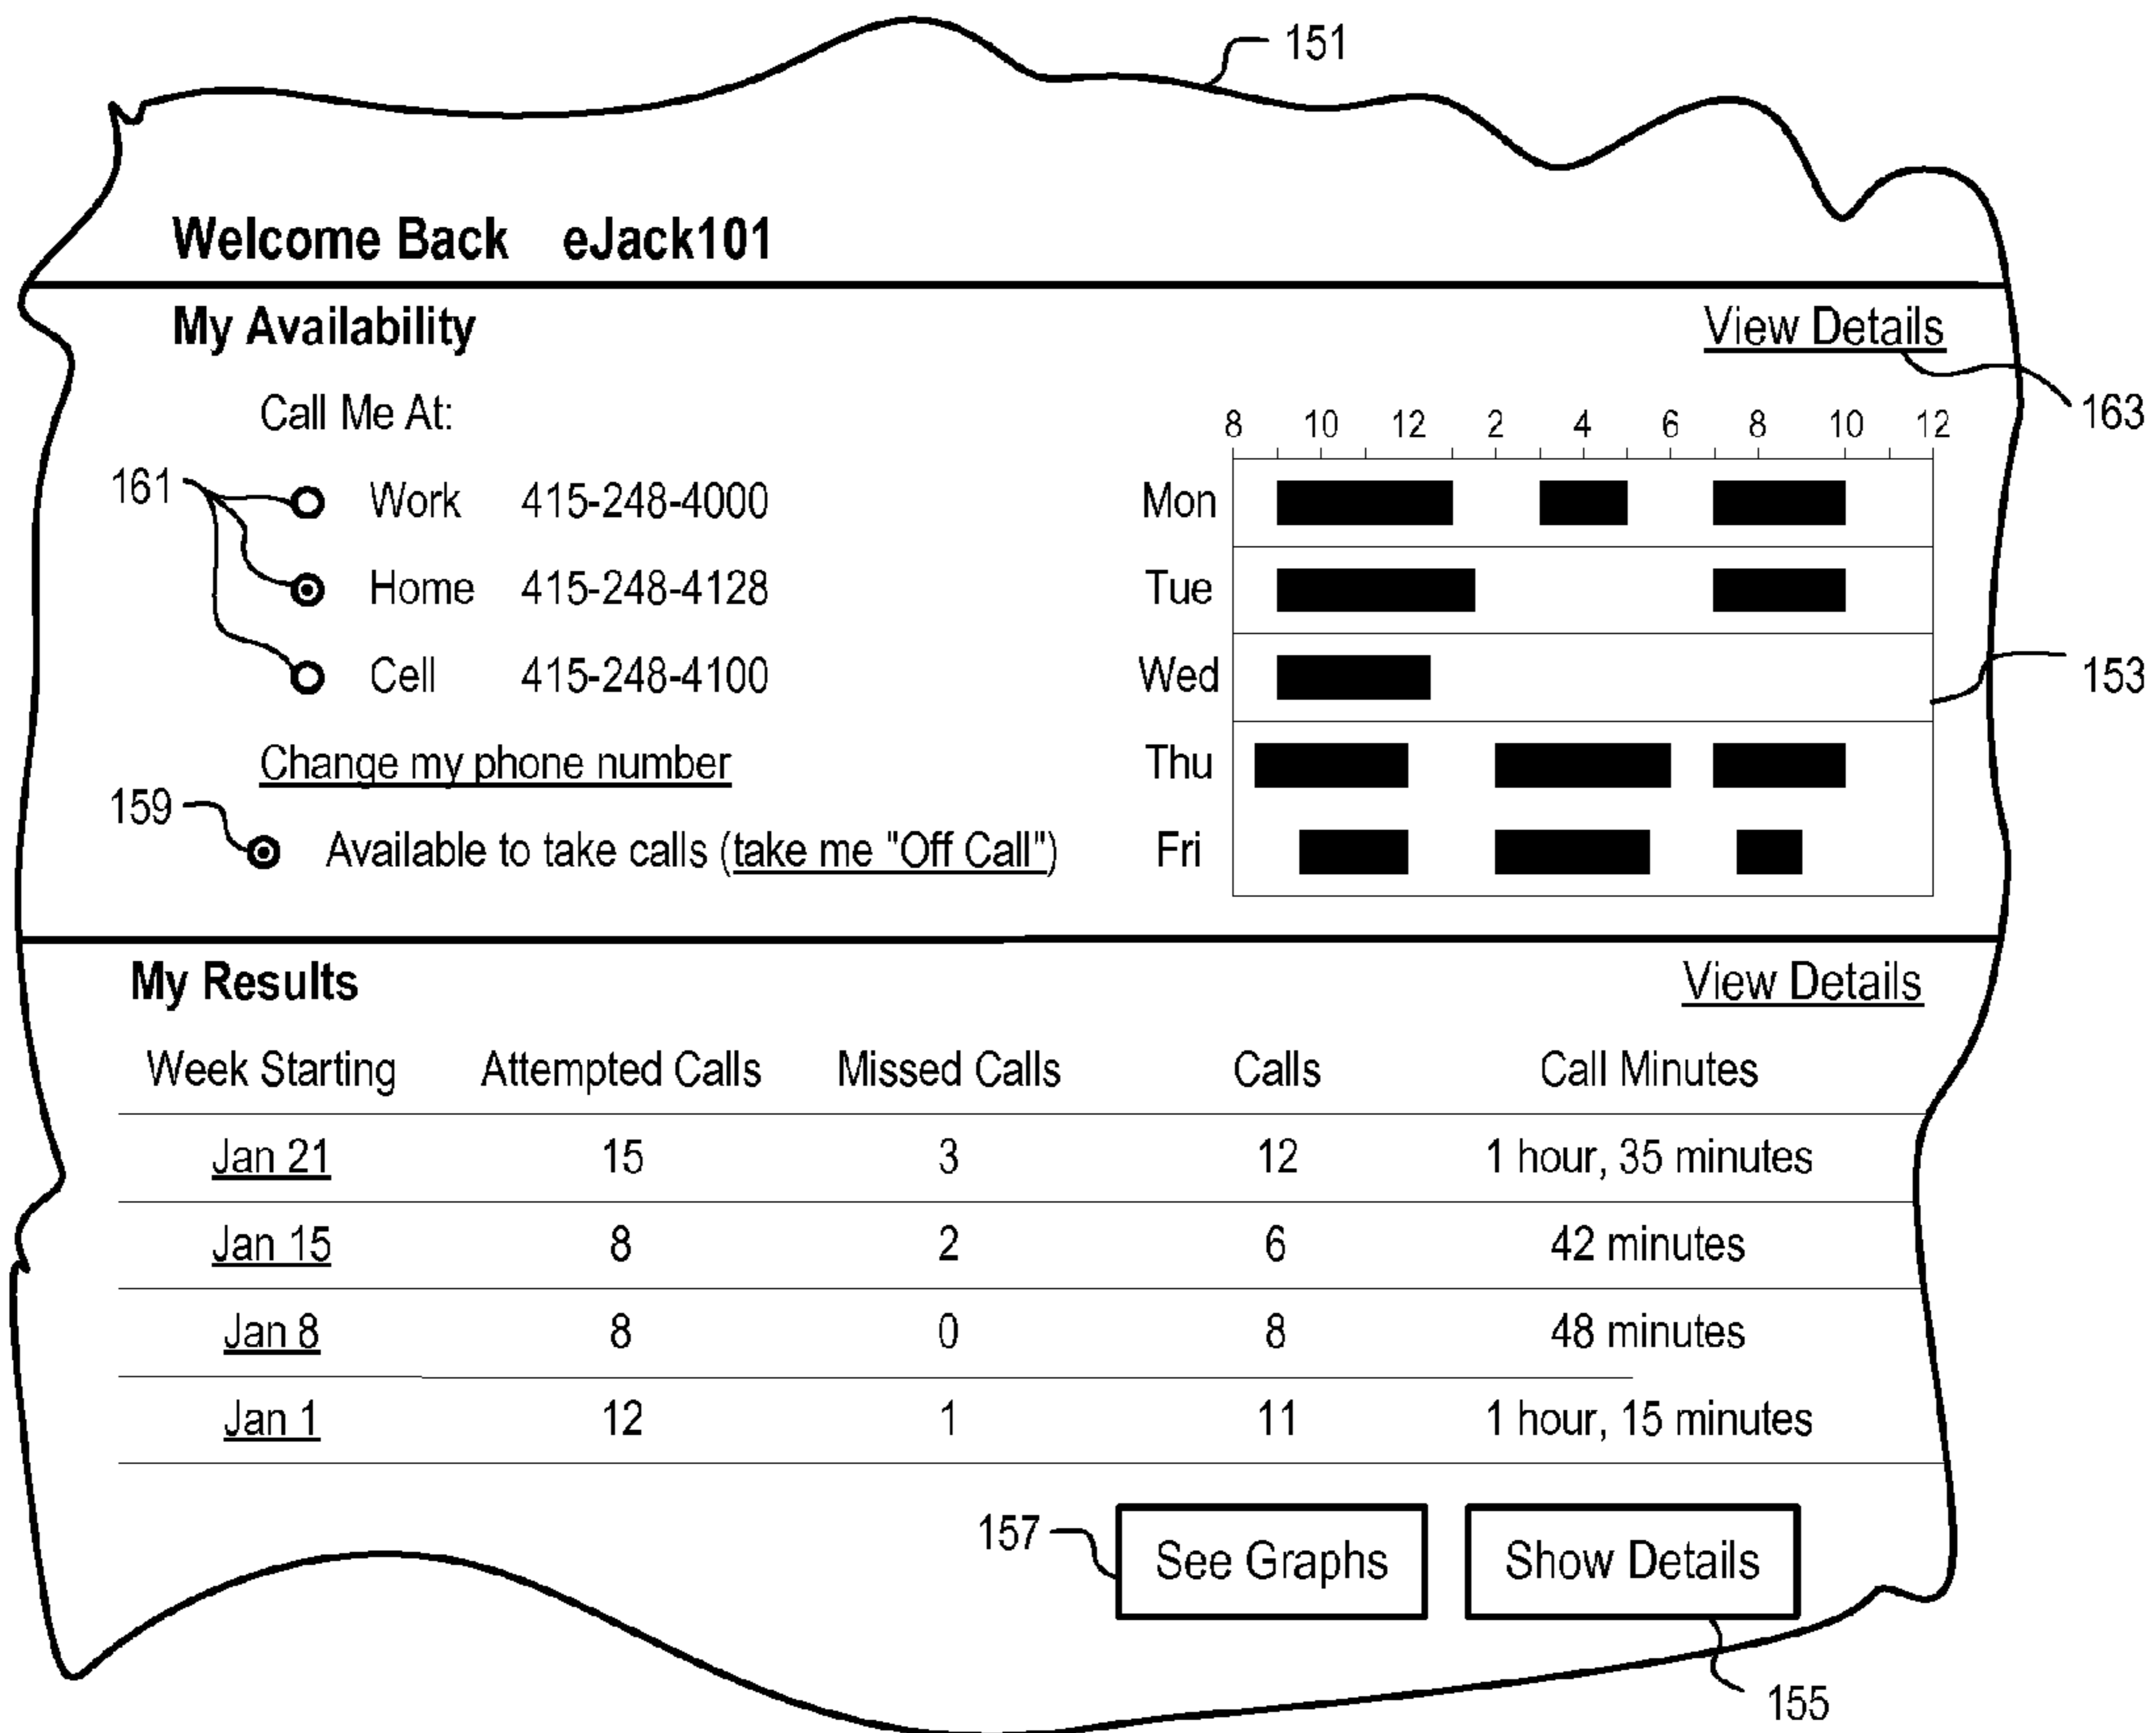 151
Welcome Back eJack101
My Availability
View Details
163
Call Me At:
8 10 12 2 4 6 8 10 12
161
Work 415-248-4000
Mon
Home 415-248-4128
Tue
Cell 415-248-4100
Wed
153
Change my phone number
Thu
159
Available to take calls (take me "Off Call")
Fri
My Results
View Details
Week Starting Attempted Calls Missed Calls Calls Call Minutes
Jan 21 15 3 12 1 hour, 35 minutes
Jan 15 8 2 6 42 minutes
Jan 8 8 0 8 48 minutes
Jan 1 12 1 11 1 hour, 15 minutes
157
See Graphs
Show Details
155